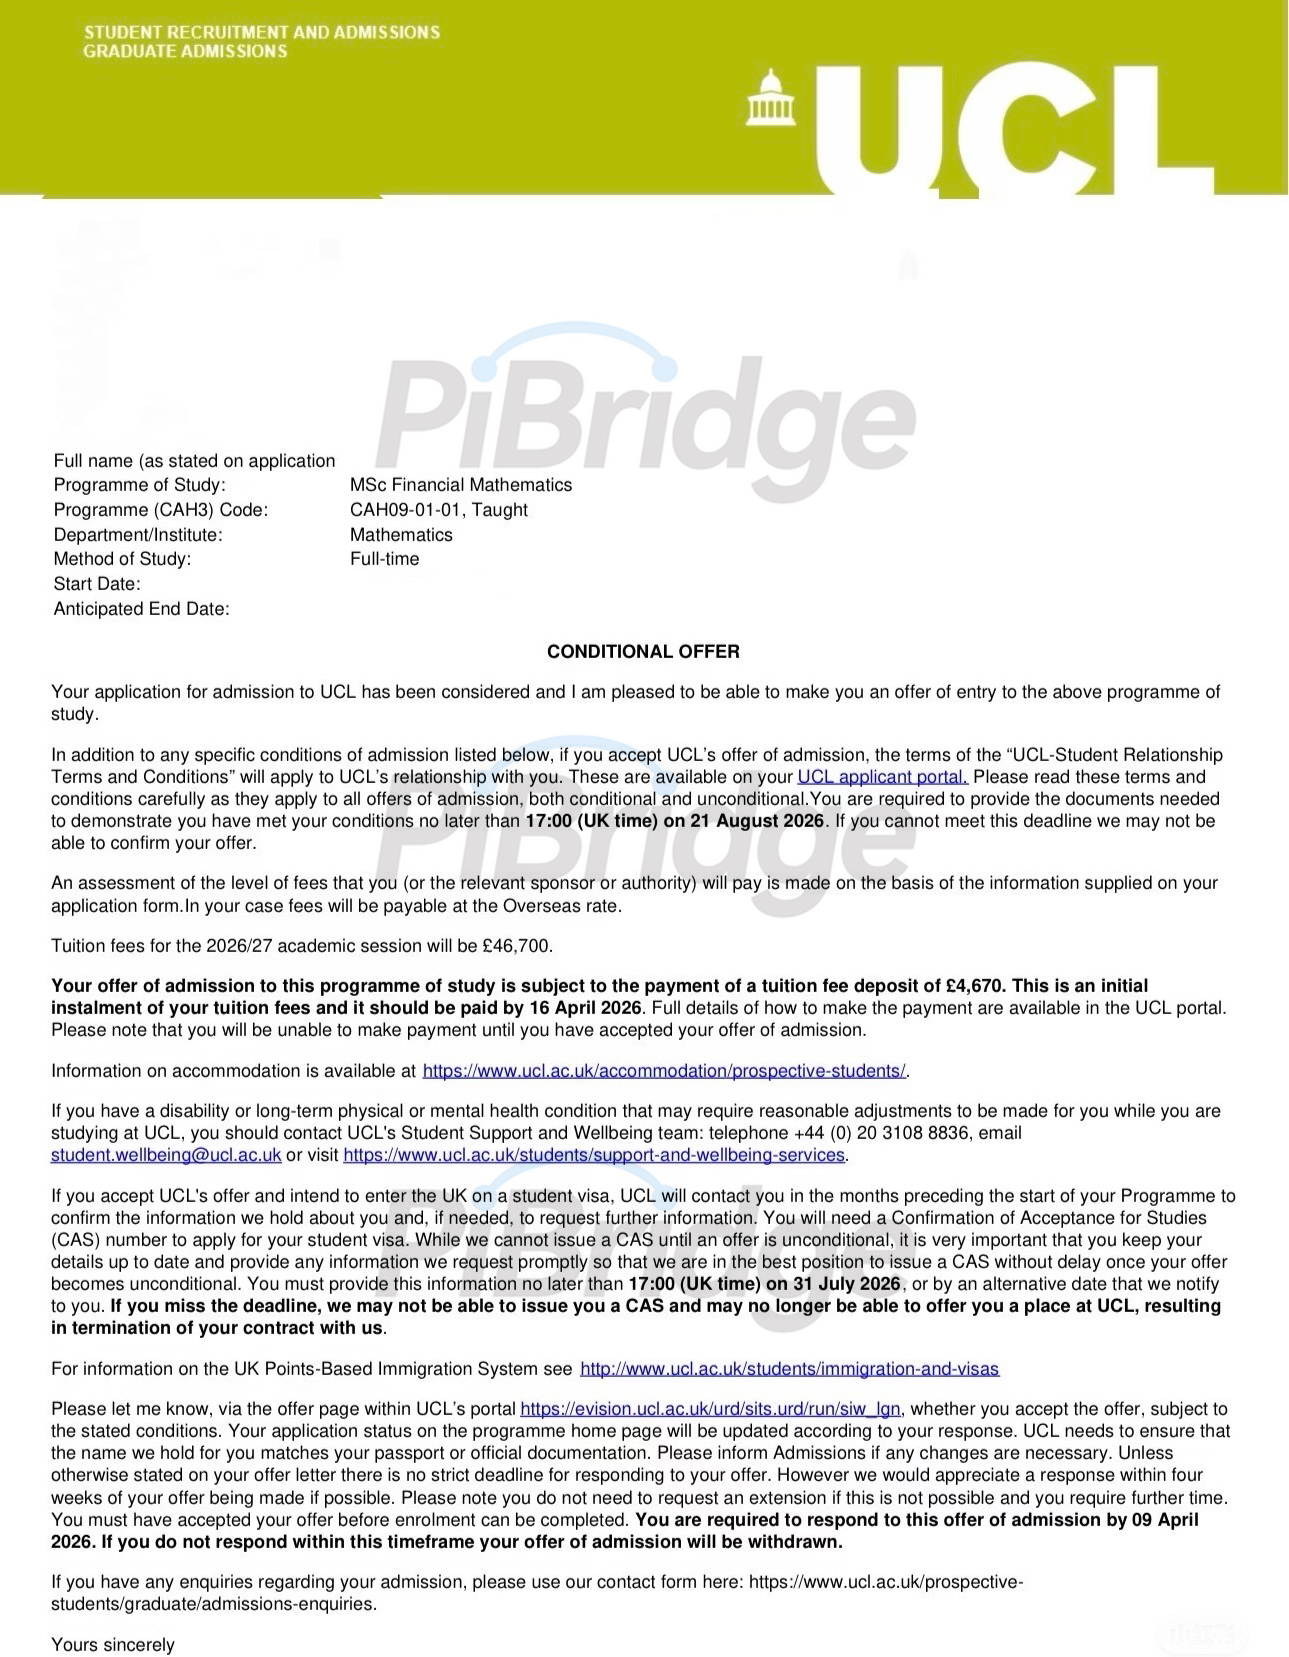 STUDENT RECRUITMENT AND ADMISSIONS
GRADUATE ADMISSIONS
UCL
PiBridge
Full name (as stated on application
Programme of Study: MSc Financial Mathematics
Programme (CAH3) Code: CAH09-01-01, Taught
Department/Institute: Mathematics
Method of Study: Full-time
Start Date:
Anticipated End Date:
CONDITIONAL OFFER
Your application for admission to UCL has been considered and I am pleased to be able to make you an offer of entry to the above programme of
study.
In addition to any specific conditions of admission listed below, if you accept UCL’s offer of admission, the terms of the “UCL-Student Relationship
Terms and Conditions” will apply to UCL’s relationship with you. These are available on your UCL applicant portal. Please read these terms and
conditions carefully as they apply to all offers of admission, both conditional and unconditional.You are required to provide the documents needed
to demonstrate you have met your conditions no later than 17:00 (UK time) on 21 August 2026. If you cannot meet this deadline we may not be
able to confirm your offer.
PiBridge
An assessment of the level of fees that you (or the relevant sponsor or authority) will pay is made on the basis of the information supplied on your
application form.In your case fees will be payable at the Overseas rate.
Tuition fees for the 2026/27 academic session will be £46,700.
Your offer of admission to this programme of study is subject to the payment of a tuition fee deposit of £4,670. This is an initial
instalment of your tuition fees and it should be paid by 16 April 2026. Full details of how to make the payment are available in the UCL portal.
Please note that you will be unable to make payment until you have accepted your offer of admission.
Information on accommodation is available at https://www.ucl.ac.uk/accommodation/prospective-students/.
If you have a disability or long-term physical or mental health condition that may require reasonable adjustments to be made for you while you are
studying at UCL, you should contact UCL's Student Support and Wellbeing team: telephone +44 (0) 20 3108 8836, email
student.wellbeing@ucl.ac.uk or visit https://www.ucl.ac.uk/students/support-and-wellbeing-services.
If you accept UCL's offer and intend to enter the UK on a student visa, UCL will contact you in the months preceding the start of your Programme to
confirm the information we hold about you and, if needed, to request further information. You will need a Confirmation of Acceptance for Studies
(CAS) number to apply for your student visa. While we cannot issue a CAS until an offer is unconditional, it is very important that you keep your
details up to date and provide any information we request promptly so that we are in the best position to issue a CAS without delay once your offer
becomes unconditional. You must provide this information no later than 17:00 (UK time) on 31 July 2026, or by an alternative date that we notify
to you. If you miss the deadline, we may not be able to issue you a CAS and may no longer be able to offer you a place at UCL, resulting
in termination of your contract with us.
PiBridge
For information on the UK Points-Based Immigration System see http://www.ucl.ac.uk/students/immigration-and-visas
Please let me know, via the offer page within UCL’s portal https://evision.ucl.ac.uk/urd/sits.urd/run/siw_lgn, whether you accept the offer, subject to
the stated conditions. Your application status on the programme home page will be updated according to your response. UCL needs to ensure that
the name we hold for you matches your passport or official documentation. Please inform Admissions if any changes are necessary. Unless
otherwise stated on your offer letter there is no strict deadline for responding to your offer. However we would appreciate a response within four
weeks of your offer being made if possible. Please note you do not need to request an extension if this is not possible and you require further time.
You must have accepted your offer before enrolment can be completed. You are required to respond to this offer of admission by 09 April
2026. If you do not respond within this timeframe your offer of admission will be withdrawn.
If you have any enquiries regarding your admission, please use our contact form here: https://www.ucl.ac.uk/prospective-
students/graduate/admissions-enquiries.
Yours sincerely